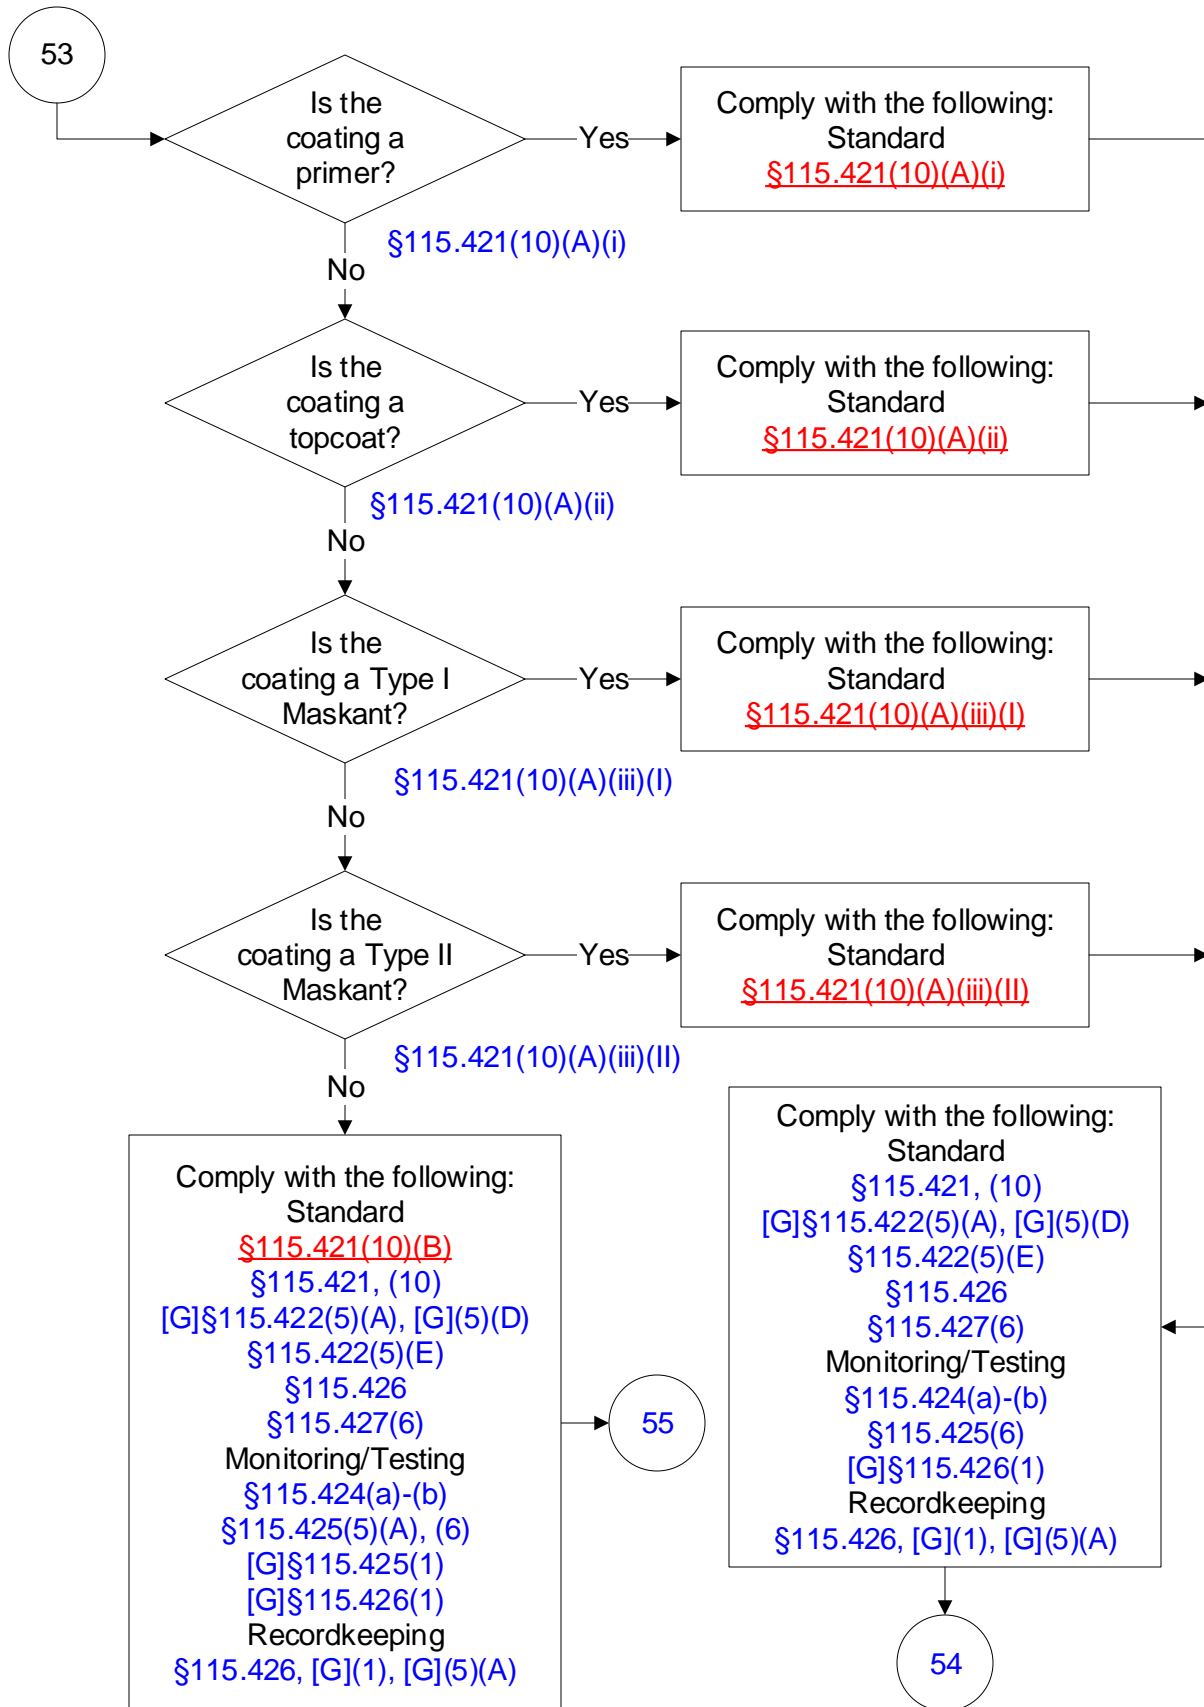 53
Is the
coating a
primer?
Yes
Comply with the following:
Standard
§115.421(10)(A)(i)
§115.421(10)(A)(i)
No
Is the
coating a
topcoat?
Yes
Comply with the following:
Standard
§115.421(10)(A)(ii)
§115.421(10)(A)(ii)
No
Is the
coating a Type I
Maskant?
Yes
Comply with the following:
Standard
§115.421(10)(A)(iii)(I)
§115.421(10)(A)(iii)(I)
No
Is the
coating a Type II
Maskant?
Yes
Comply with the following:
Standard
§115.421(10)(A)(iii)(II)
§115.421(10)(A)(iii)(II)
No
Comply with the following:
Standard
§115.421(10)(B)
§115.421, (10)
[G]§115.422(5)(A), [G](5)(D)
§115.422(5)(E)
§115.426
§115.427(6)
Monitoring/Testing
§115.424(a)-(b)
§115.425(5)(A), (6)
[G]§115.425(1)
[G]§115.426(1)
Recordkeeping
§115.426, [G](1), [G](5)(A)
55
Comply with the following:
Standard
§115.421, (10)
[G]§115.422(5)(A), [G](5)(D)
§115.422(5)(E)
§115.426
§115.427(6)
Monitoring/Testing
§115.424(a)-(b)
§115.425(6)
[G]§115.426(1)
Recordkeeping
§115.426, [G](1), [G](5)(A)
54